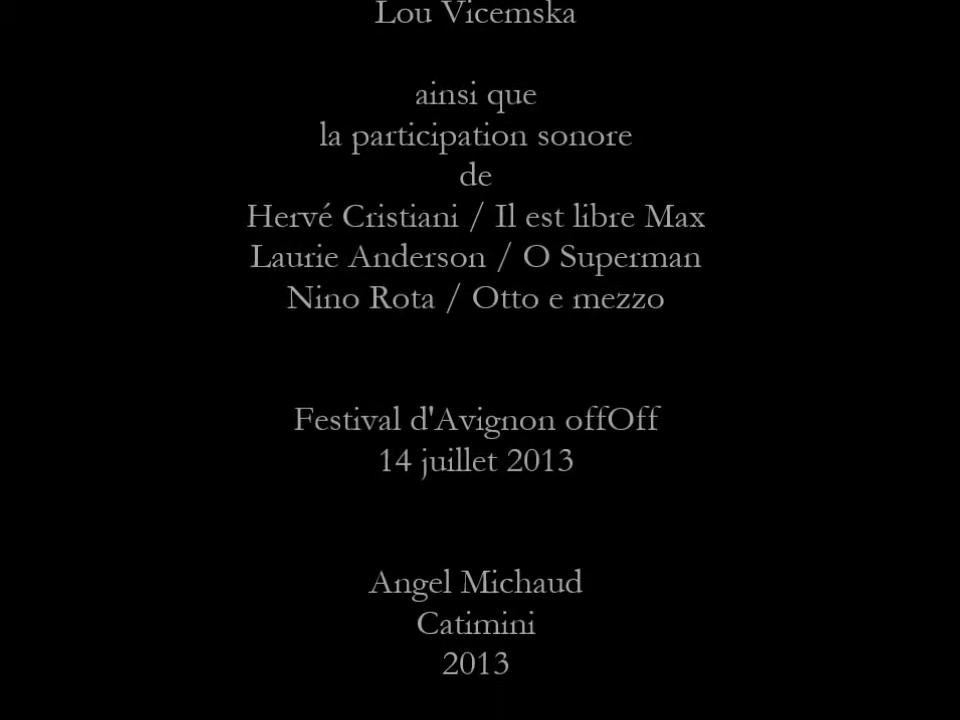 Lou Vicemska
ainsi que
la participation sonore
de
Hervé Cristiani / Il est libre Max
Laurie Anderson / O Superman
Nino Rota / Otto e mezzo
Festival d'Avignon offOff
14 juillet 2013
Angel Michaud
Catimini
2013